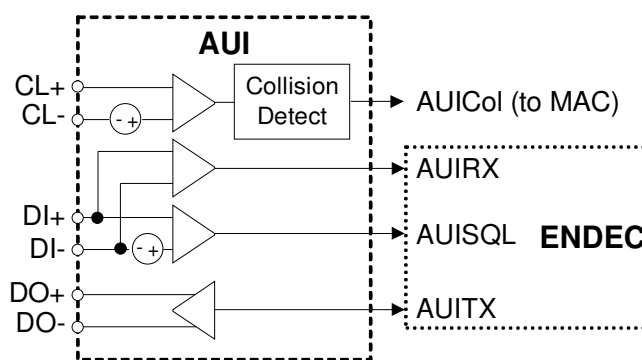 AUI
CL+
CL-
- +
Collision
Detect
AUICol (to MAC)
AUIRX
DI+
DI-
- +
AUISQL
ENDEC
DO+
DO-
AUITX